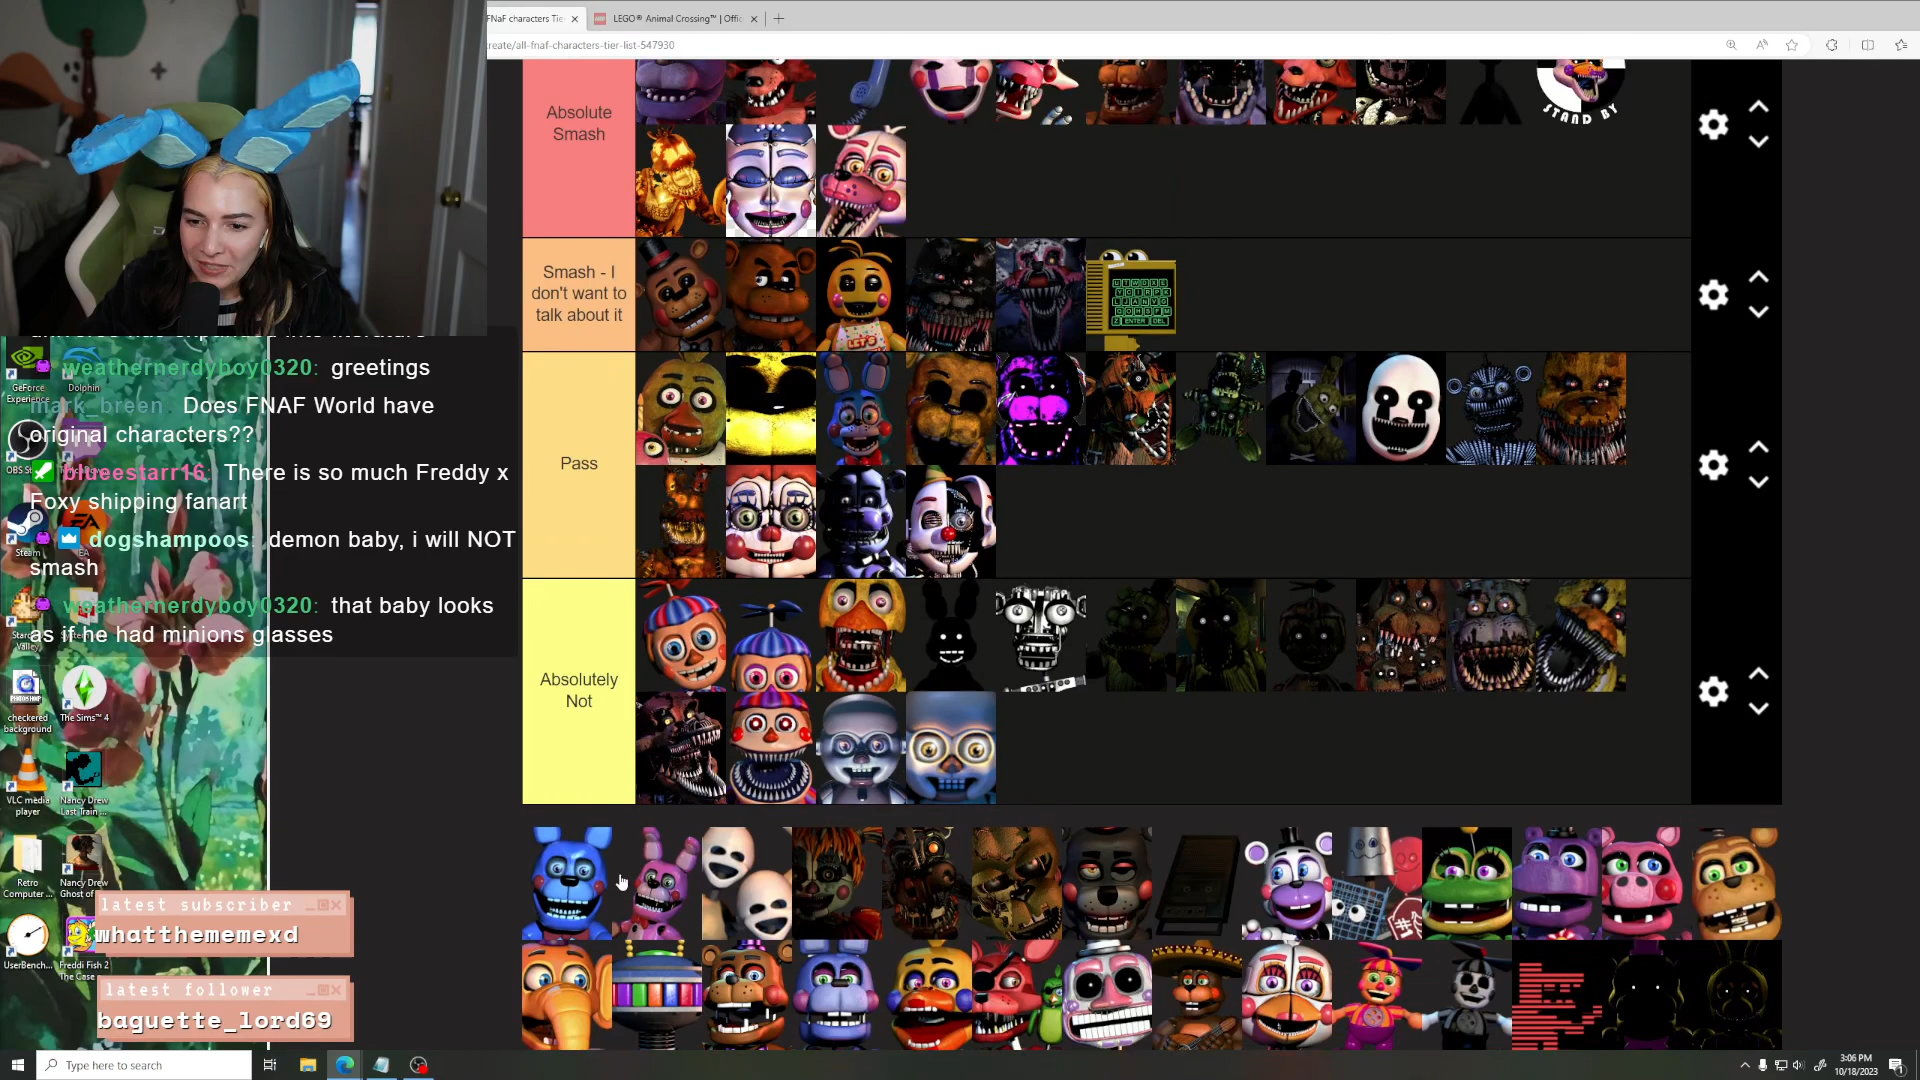 FNaF characters Tie
LEGO® Animal Crossing™ | Offic
reate/all-fnaf-characters-tier-list-547930
Absolute
Smash
STAND BY
Smash - I
don't want to
talk about it
Pass
Absolutely
Not
weathernerdyboy0320: greetings
mark_breen: Does FNAF World have
original characters??
blueestarr16: There is so much Freddy x
Foxy shipping fanart
dogshampoos: demon baby, i will NOT
smash
weathernerdyboy0320: that baby looks
as if he had minions glasses
GeForce
Experience
Dolphin
OBS St
Steam
EA
Valley
checkered
background
The Sims™ 4
VLC media
player
Nancy Drew
Last Train ...
Retro
Computer ...
Nancy Drew
Ghost of
UserBench...
Freddi Fish 2
The Case
latest subscriber
whatthememexd
latest follower
baguette_lord69
Type here to search
3:06 PM
10/18/2023